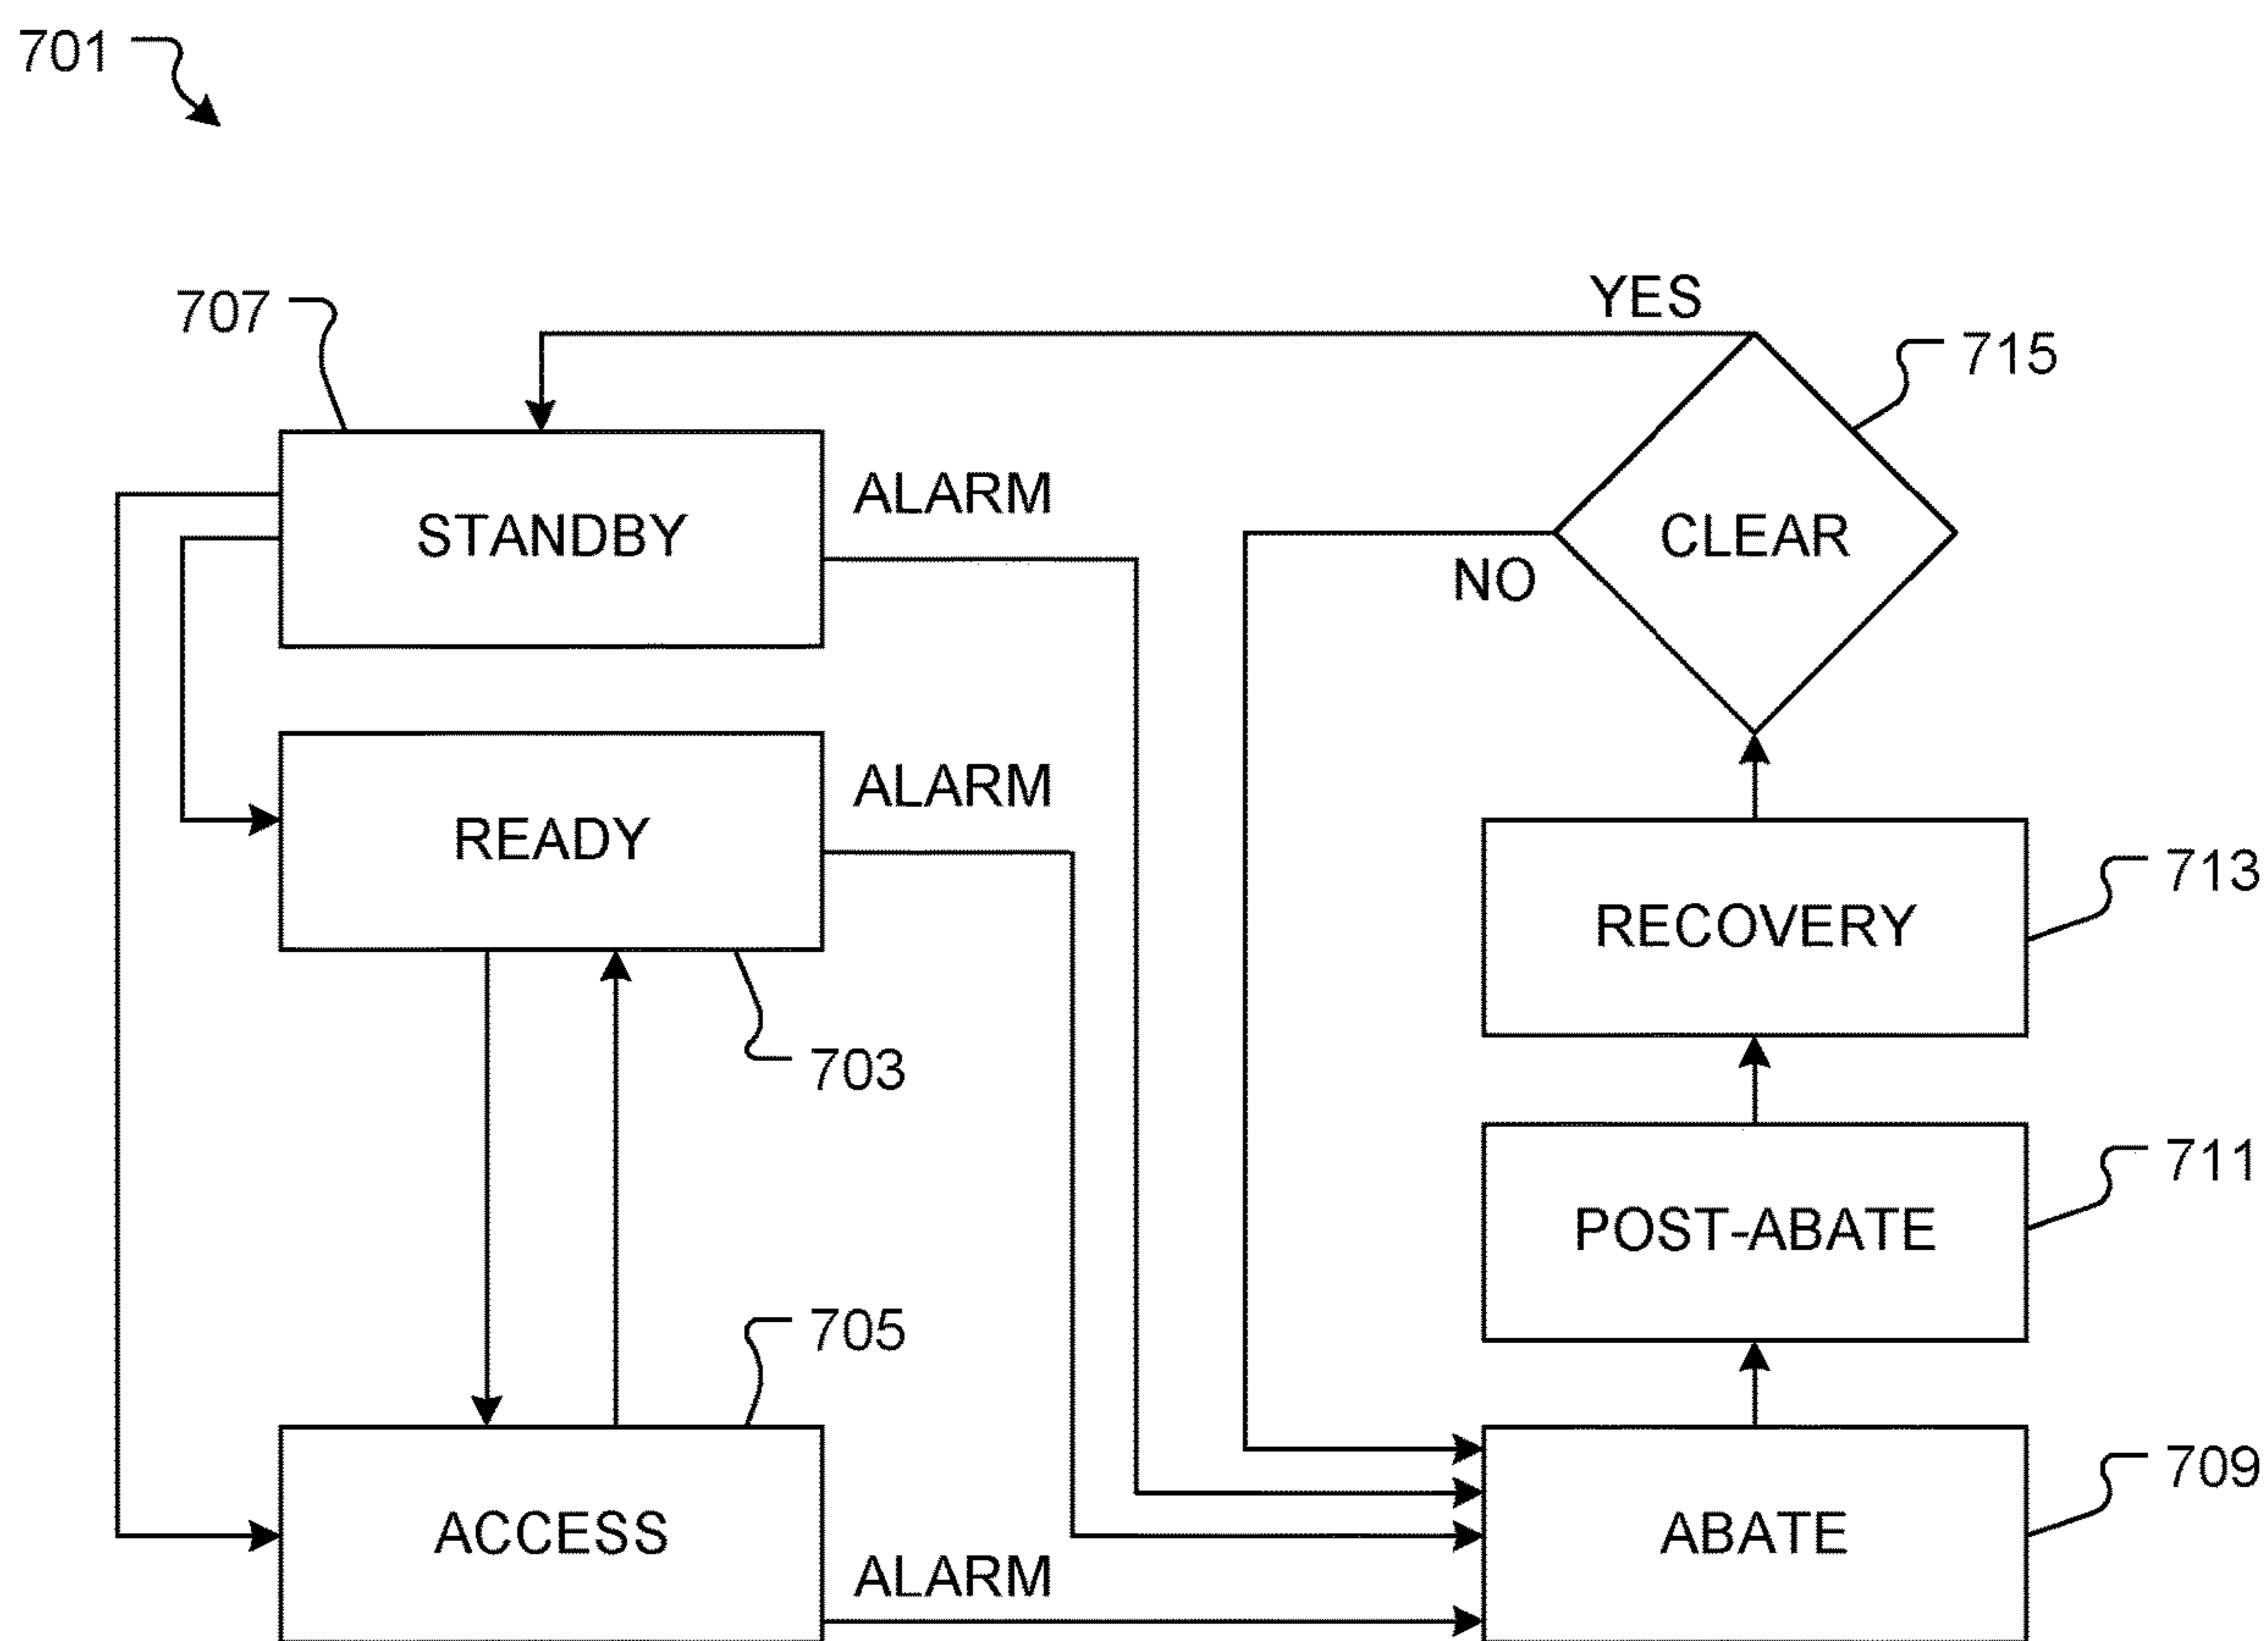 701
YES
707
715
ALARM
STANDBY
CLEAR
NO
ALARM
READY
713
RECOVERY
703
711
POST-ABATE
705
709
ACCESS
ABATE
ALARM